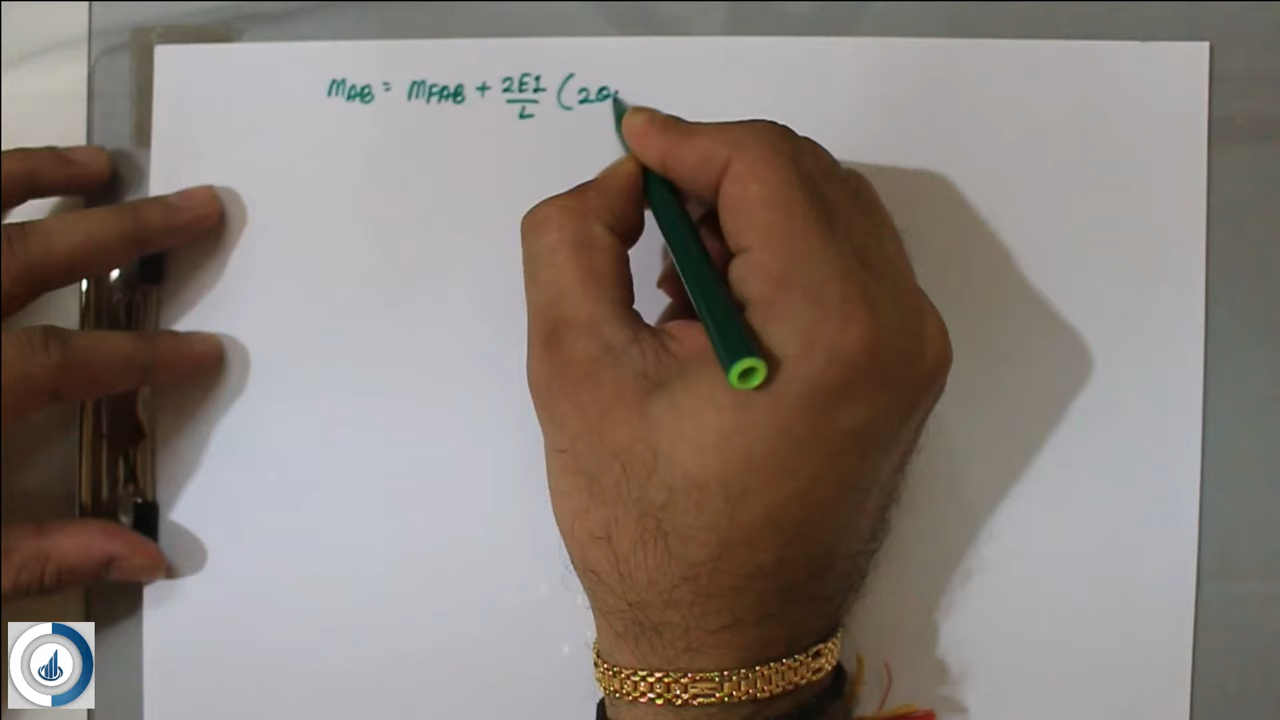 MAB = MFAB + 2EI/L (2θ